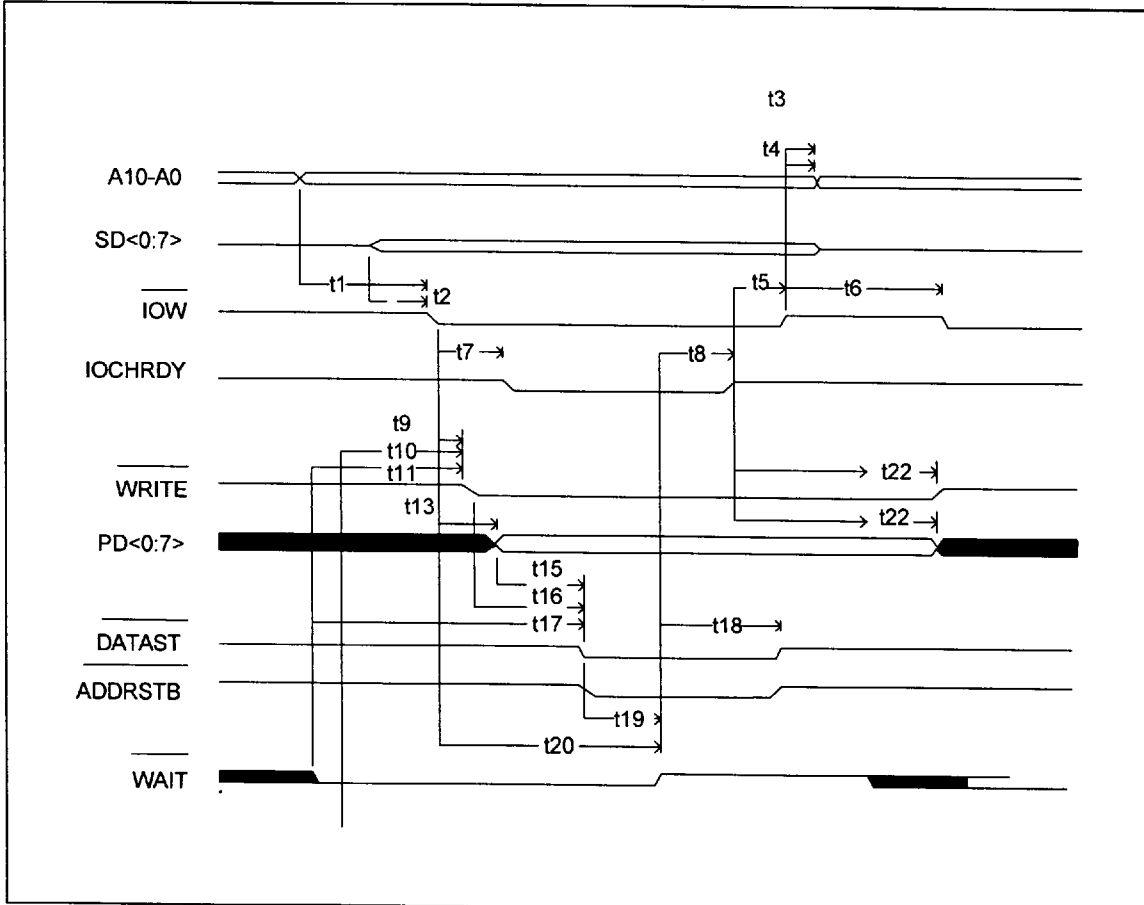 t3
t4
A10-A0
SD<0:7>
t1
t2
t5
t6
IOW
t7
t8
IOCHRDY
t9
t10
t11
t22
WRITE
t13
t22
PD<0:7>
t15
t16
t17
t18
DATAST
ADDRSTB
t19
t20
WAIT